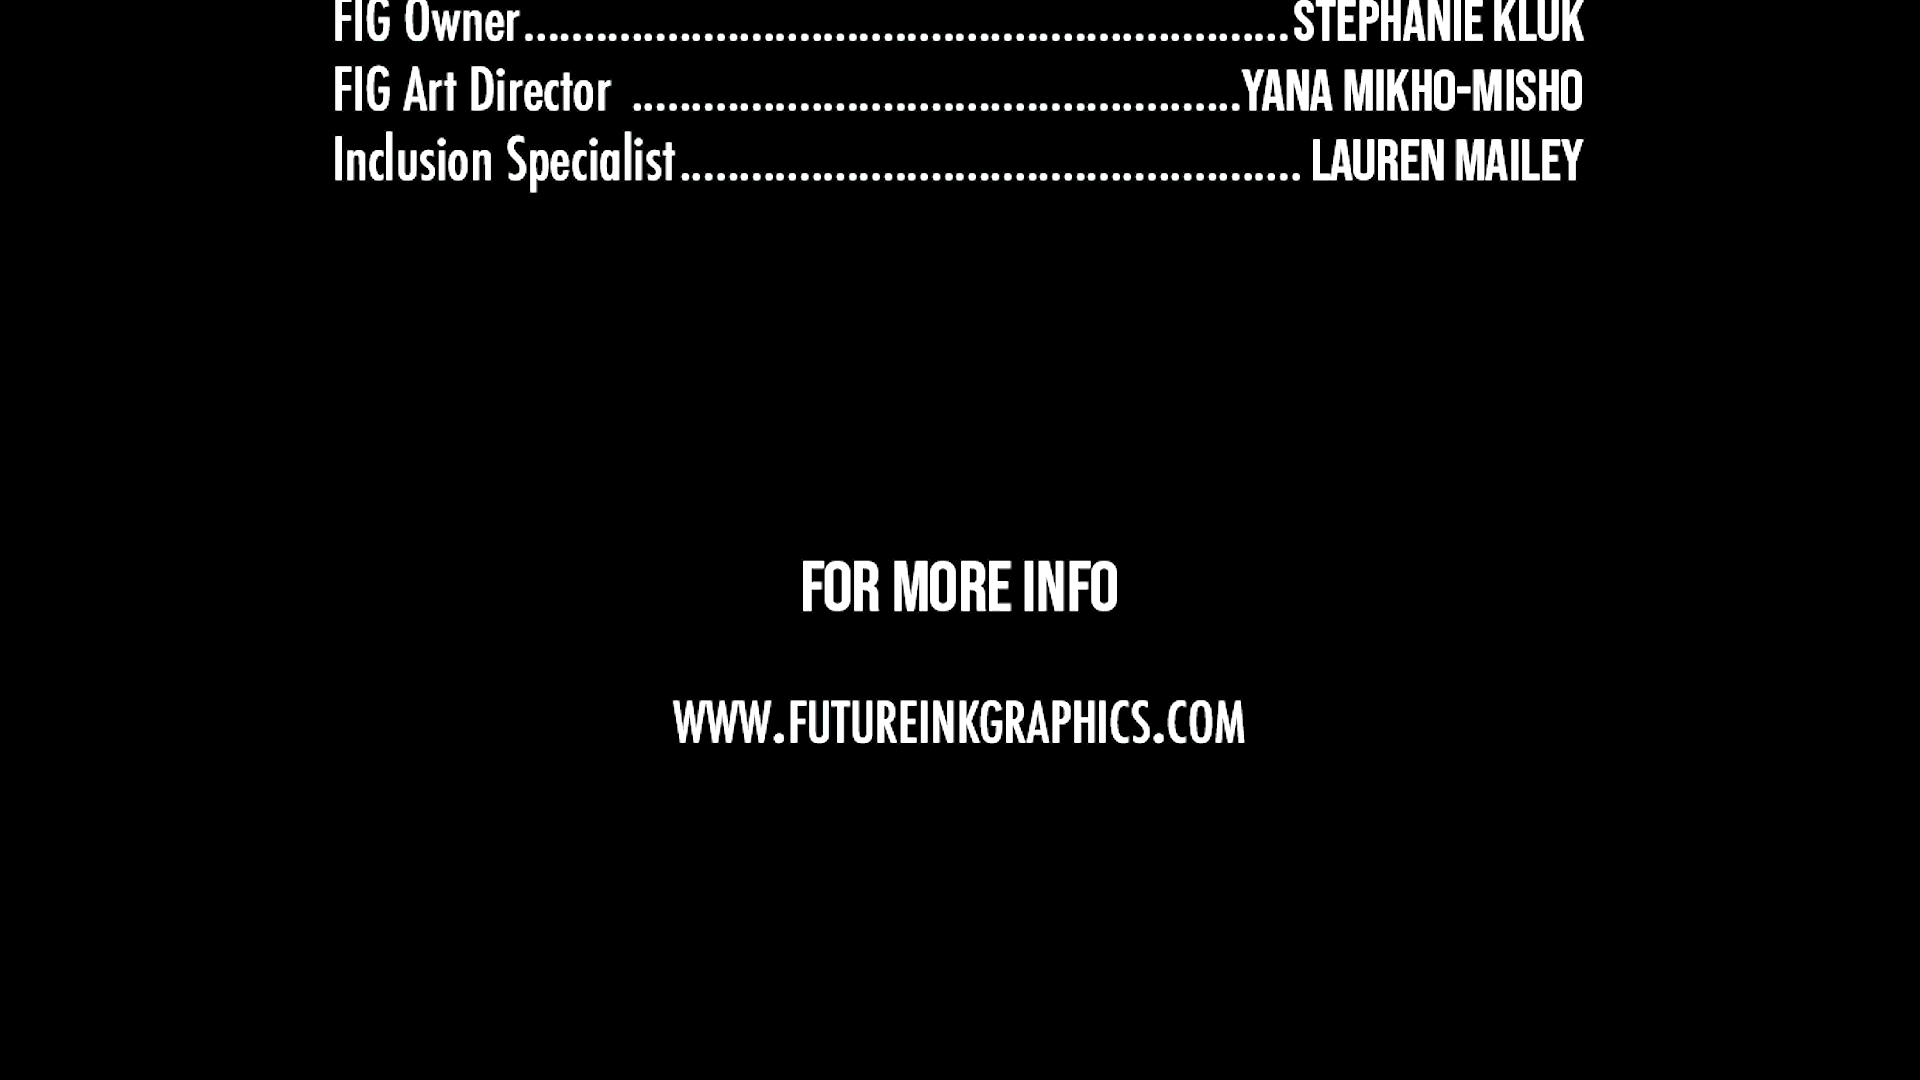 FIG Owner................................................................STEPHANIE KLUK
FIG Art Director ...................................................YANA MIKHO-MISHO
Inclusion Specialist.................................................... LAUREN MAILEY
FOR MORE INFO
WWW.FUTUREINKGRAPHICS.COM